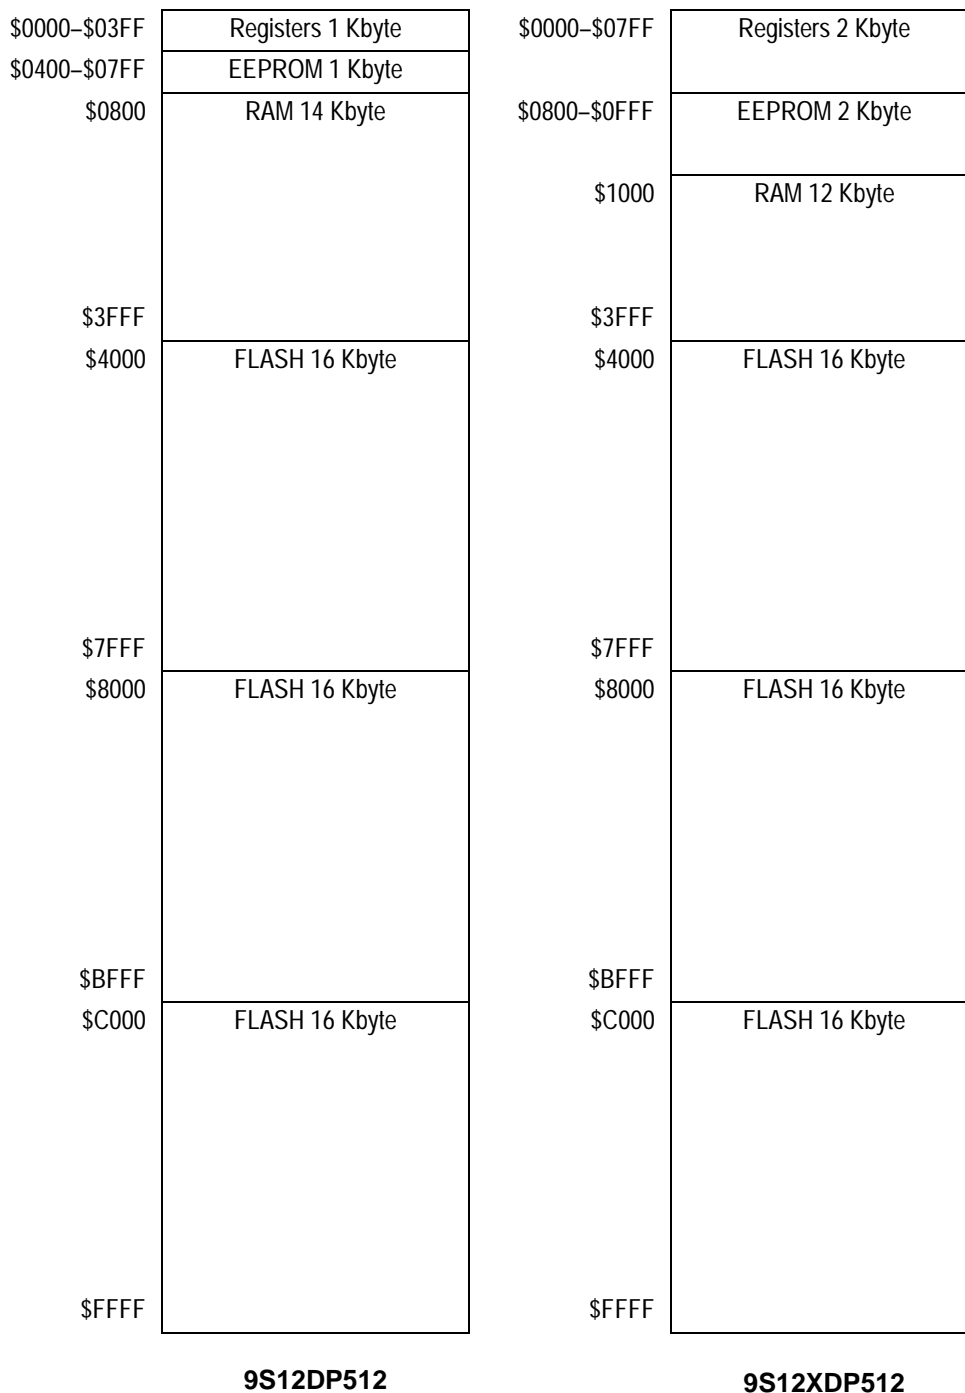 $0000–$03FF Registers 1 Kbyte $0000–$07FF Registers 2 Kbyte
$0400–$07FF EEPROM 1 Kbyte
$0800 RAM 14 Kbyte $0800–$0FFF EEPROM 2 Kbyte
$1000 RAM 12 Kbyte
$3FFF $3FFF
$4000 FLASH 16 Kbyte $4000 FLASH 16 Kbyte
$7FFF $7FFF
$8000 FLASH 16 Kbyte $8000 FLASH 16 Kbyte
$BFFF $BFFF
$C000 FLASH 16 Kbyte $C000 FLASH 16 Kbyte
$FFFF $FFFF
9S12DP512 9S12XDP512